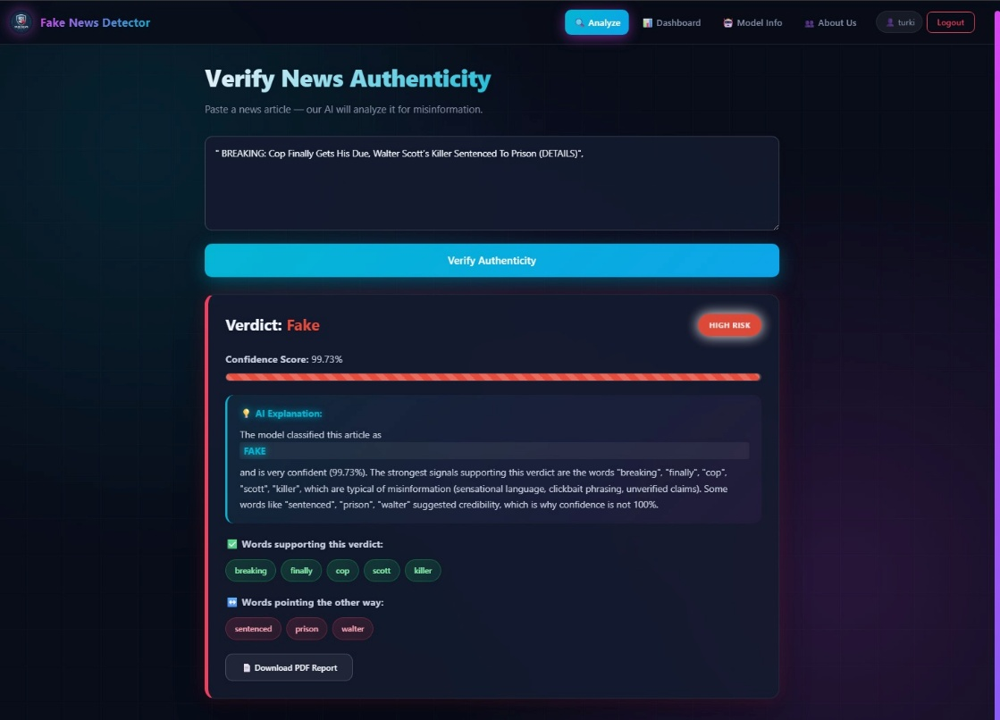 Fake News Detector
Analyze
Dashboard
Model Info
About Us
turki
Logout
Verify News Authenticity
Paste a news article — our AI will analyze it for misinformation.
" BREAKING: Cop Finally Gets His Due, Walter Scott's Killer Sentenced To Prison (DETAILS)",
Verify Authenticity
Verdict: Fake
HIGH RISK
Confidence Score: 99.73%
AI Explanation:
The model classified this article as
FAKE
and is very confident (99.73%). The strongest signals supporting this verdict are the words "breaking", "finally", "cop",
"scott", "killer", which are typical of misinformation (sensational language, clickbait phrasing, unverified claims). Some
words like "sentenced", "prison", "walter" suggested credibility, which is why confidence is not 100%.
Words supporting this verdict:
breaking
finally
cop
scott
killer
Words pointing the other way:
sentenced
prison
walter
Download PDF Report